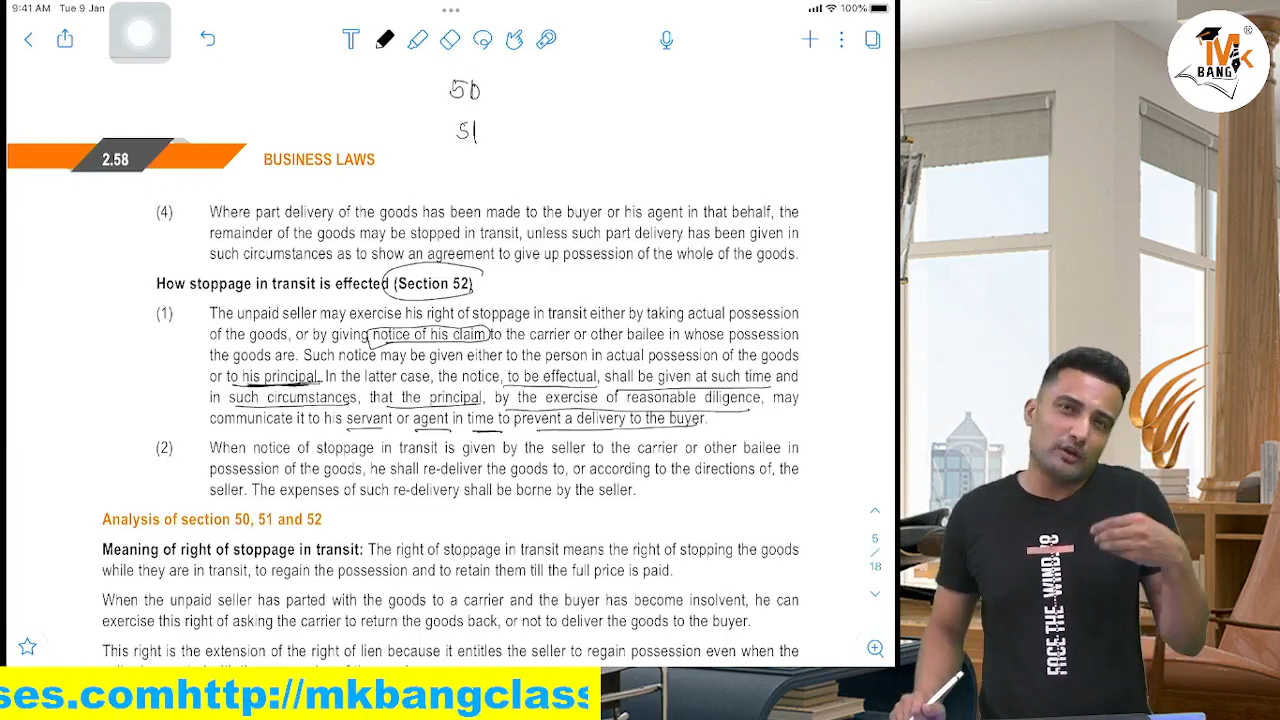 9:41 AM Tue 9 Jan
100%
MK
BANG
®
50
51
2.58 BUSINESS LAWS
(4) Where part delivery of the goods has been made to the buyer or his agent in that behalf, the
remainder of the goods may be stopped in transit, unless such part delivery has been given in
such circumstances as to show an agreement to give up possession of the whole of the goods.
How stoppage in transit is effected (Section 52)
(1) The unpaid seller may exercise his right of stoppage in transit either by taking actual possession
of the goods, or by giving notice of his claim to the carrier or other bailee in whose possession
the goods are. Such notice may be given either to the person in actual possession of the goods
or to his principal. In the latter case, the notice, to be effectual, shall be given at such time and
in such circumstances, that the principal, by the exercise of reasonable diligence, may
communicate it to his servant or agent in time to prevent a delivery to the buyer.
(2) When notice of stoppage in transit is given by the seller to the carrier or other bailee in
possession of the goods, he shall re-deliver the goods to, or according to the directions of, the
seller. The expenses of such re-delivery shall be borne by the seller.
Analysis of section 50, 51 and 52
Meaning of right of stoppage in transit: The right of stoppage in transit means the right of stopping the goods
while they are in transit, to regain the possession and to retain them till the full price is paid.
When the unpaid seller has parted with the goods to a carrier and the buyer has become insolvent, he can
exercise this right of asking the carrier to return the goods back, or not to deliver the goods to the buyer.
This right is the extension of the right of lien because it entitles the seller to regain possession even when the
5
/
18
FACE THE WIND
78
ses.comhttp://mkbangclass